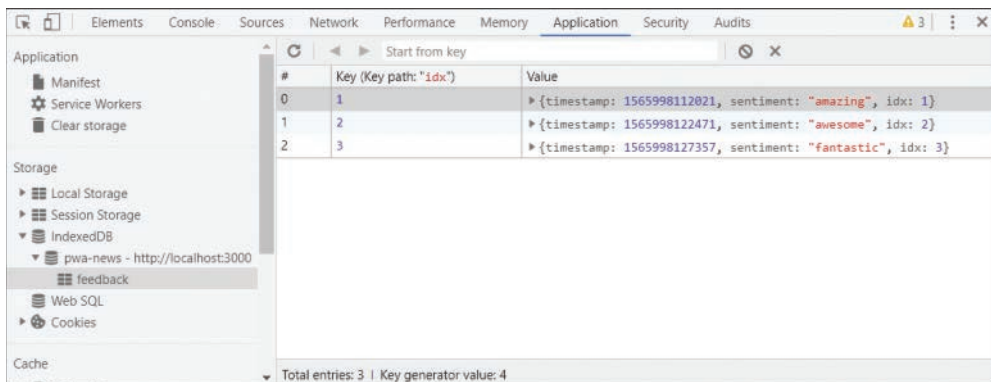 Elements Console Sources Network Performance Memory Application Security Audits 3
Application
Manifest
Service Workers
Clear storage
Storage
Local Storage
Session Storage
IndexedDB
pwa-news - http://localhost:3000
feedback
Web SQL
Cookies
Cache
Start from key
# Key (Key path: "idx") Value
0 1 {timestamp: 1565998112021, sentiment: "amazing", idx: 1}
1 2 {timestamp: 1565998122471, sentiment: "awesome", idx: 2}
2 3 {timestamp: 1565998127357, sentiment: "fantastic", idx: 3}
Total entries: 3 | Key generator value: 4